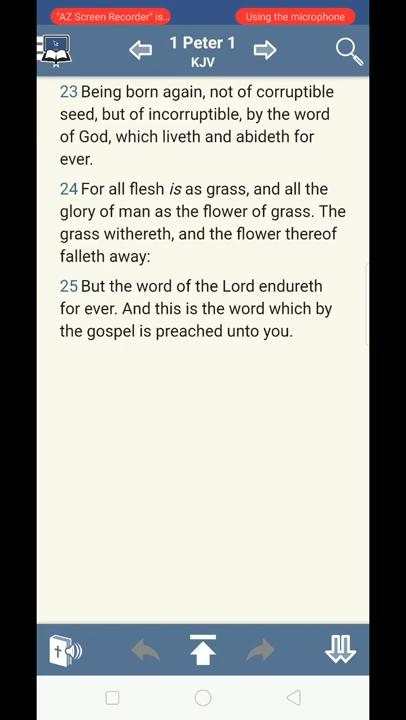 "AZ Screen Recorder" is...
Using the microphone
1 Peter 1
KJV
23 Being born again, not of corruptible
seed, but of incorruptible, by the word
of God, which liveth and abideth for
ever.
24 For all flesh is as grass, and all the
glory of man as the flower of grass. The
grass withereth, and the flower thereof
falleth away:
25 But the word of the Lord endureth
for ever. And this is the word which by
the gospel is preached unto you.